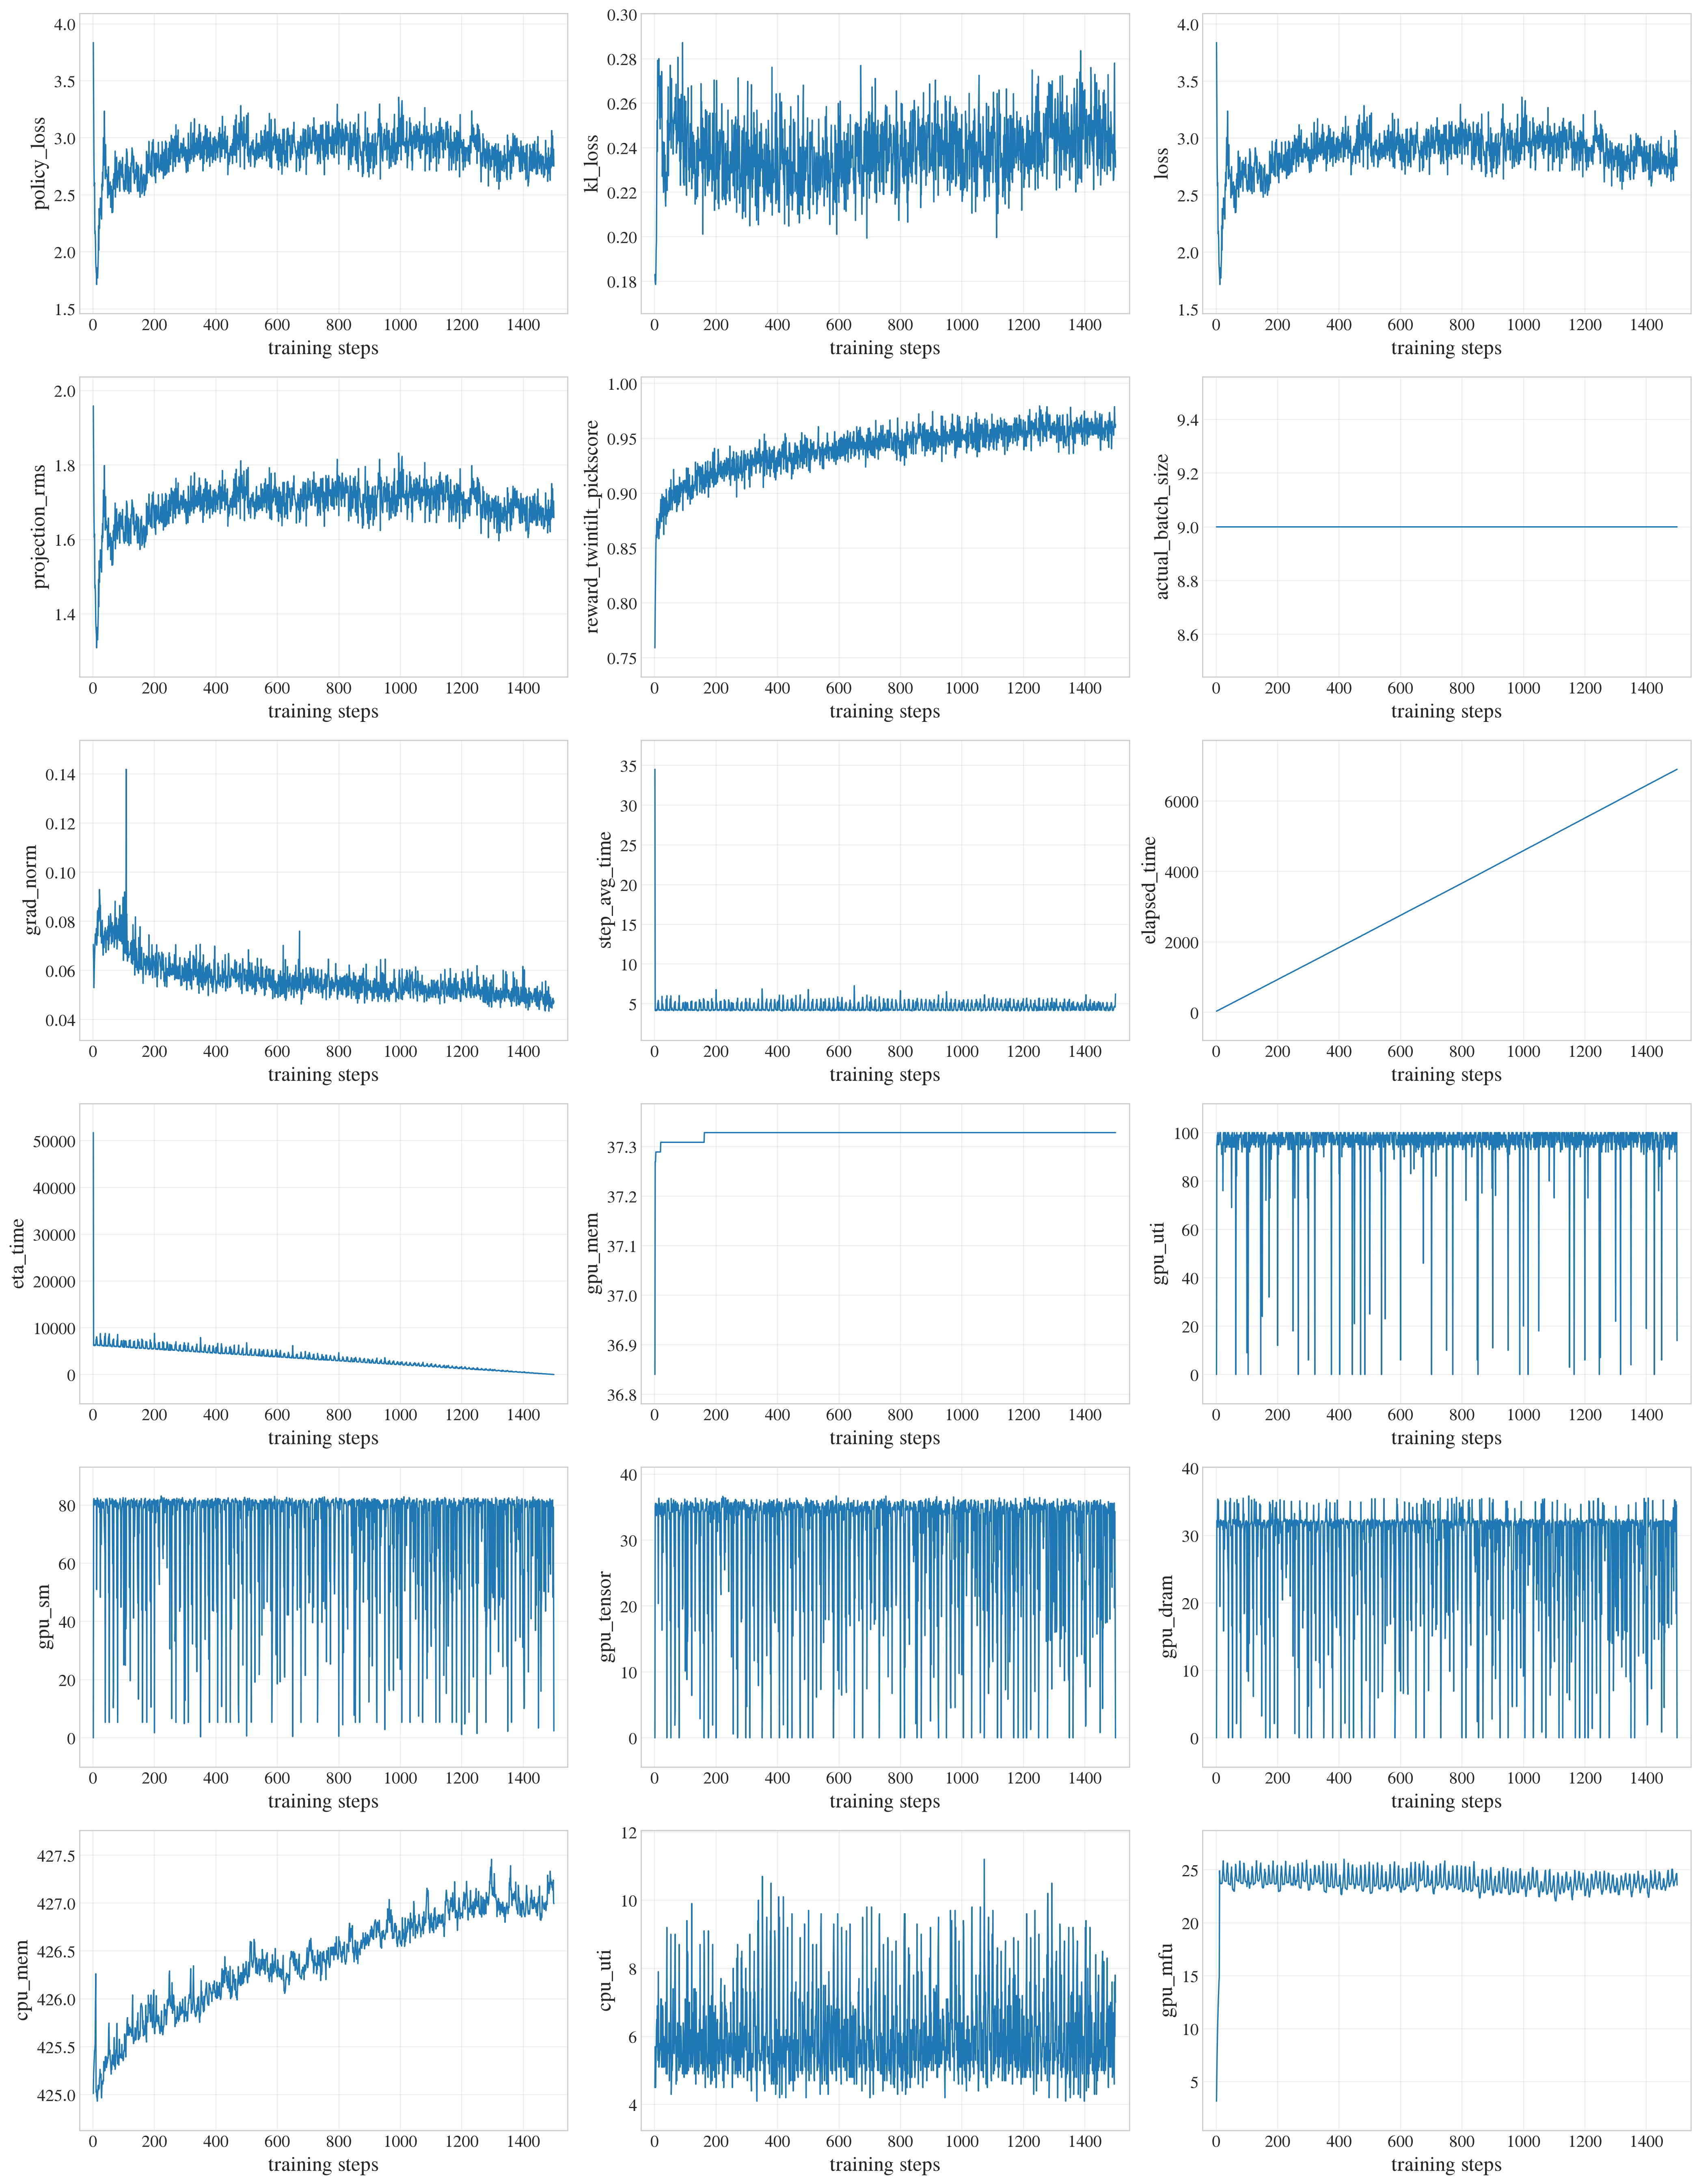 4.0
3.5
3.0
2.5
2.0
1.5
policy_loss
0 200 400 600 800 1000 1200 1400
training steps
0.30
0.28
0.26
0.24
0.22
0.20
0.18
kl_loss
0 200 400 600 800 1000 1200 1400
training steps
4.0
3.5
3.0
2.5
2.0
1.5
loss
0 200 400 600 800 1000 1200 1400
training steps
2.0
1.8
1.6
1.4
projection_rms
0 200 400 600 800 1000 1200 1400
training steps
1.00
0.95
0.90
0.85
0.80
0.75
reward_twintilt_pickscore
0 200 400 600 800 1000 1200 1400
training steps
9.4
9.2
9.0
8.8
8.6
actual_batch_size
0 200 400 600 800 1000 1200 1400
training steps
0.14
0.12
0.10
0.08
0.06
0.04
grad_norm
0 200 400 600 800 1000 1200 1400
training steps
35
30
25
20
15
10
5
step_avg_time
0 200 400 600 800 1000 1200 1400
training steps
6000
4000
2000
0
elapsed_time
0 200 400 600 800 1000 1200 1400
training steps
50000
40000
30000
20000
10000
0
eta_time
0 200 400 600 800 1000 1200 1400
training steps
37.3
37.2
37.1
37.0
36.9
36.8
gpu_mem
0 200 400 600 800 1000 1200 1400
training steps
100
80
60
40
20
0
gpu_uti
0 200 400 600 800 1000 1200 1400
training steps
80
60
40
20
0
gpu_sm
0 200 400 600 800 1000 1200 1400
training steps
40
30
20
10
0
gpu_tensor
0 200 400 600 800 1000 1200 1400
training steps
40
30
20
10
0
gpu_dram
0 200 400 600 800 1000 1200 1400
training steps
427.5
427.0
426.5
426.0
425.5
425.0
cpu_mem
0 200 400 600 800 1000 1200 1400
training steps
12
10
8
6
4
cpu_uti
0 200 400 600 800 1000 1200 1400
training steps
25
20
15
10
5
gpu_mfu
0 200 400 600 800 1000 1200 1400
training steps